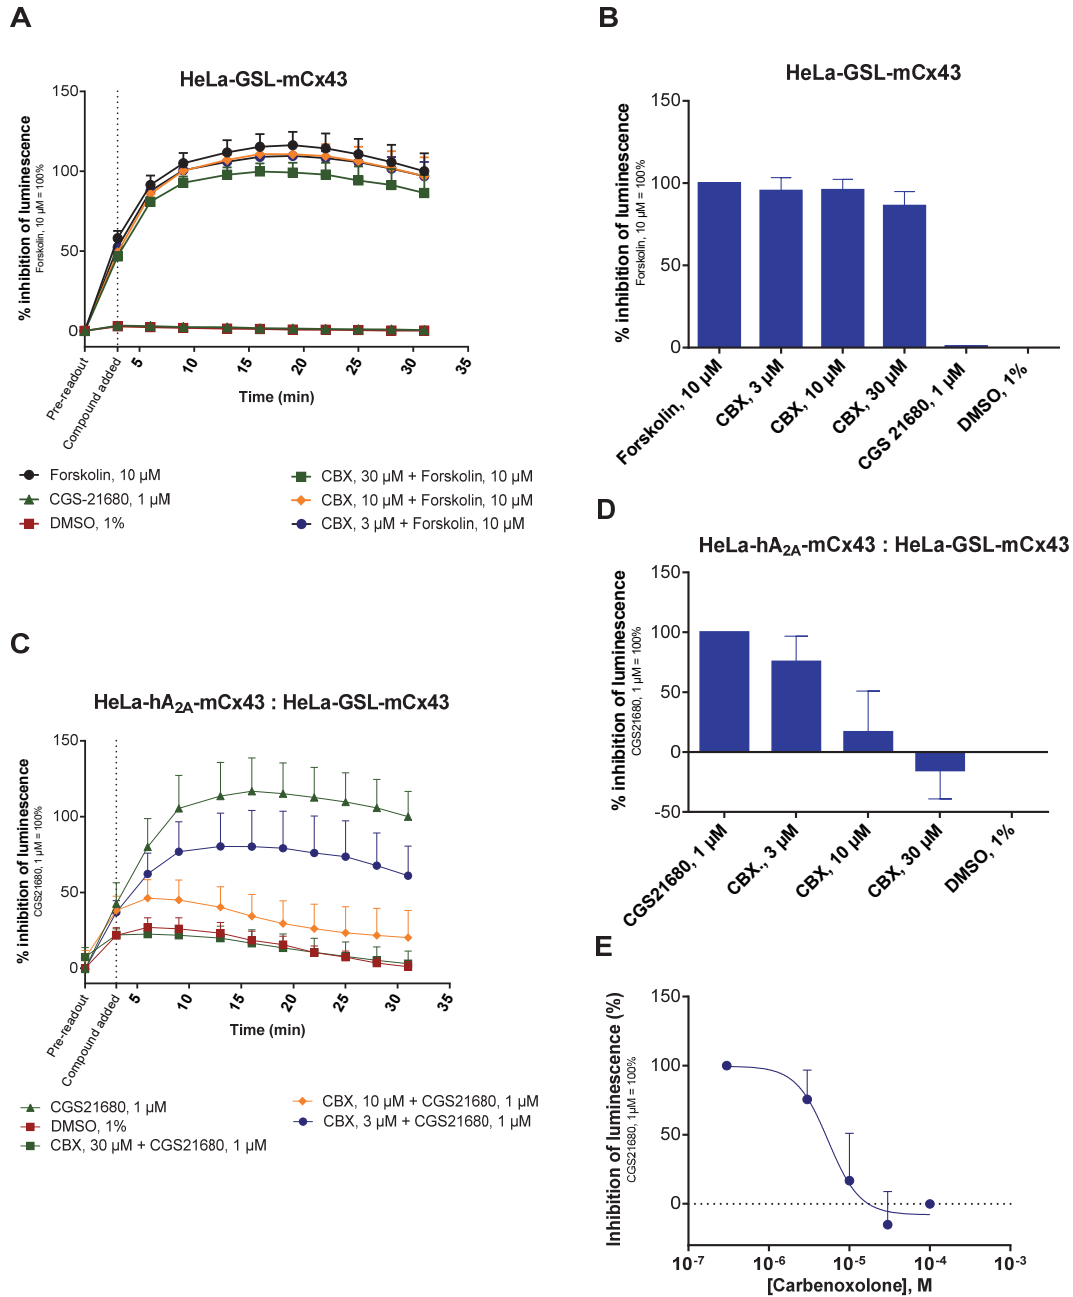 A
HeLa-GSL-mCx43
% inhibition of luminescence
Forskolin, 10 µM = 100%
150
100
50
0
Pre-readout
Compound added
5
10
15
20
25
30
35
Time (min)
Forskolin, 10 µM
CGS-21680, 1 µM
DMSO, 1%
CBX, 30 µM + Forskolin, 10 µM
CBX, 10 µM + Forskolin, 10 µM
CBX, 3 µM + Forskolin, 10 µM
B
HeLa-GSL-mCx43
% inhibition of luminescence
Forskolin, 10 µM = 100%
150
100
50
0
Forskolin, 10 µM
CBX, 3 µM
CBX, 10 µM
CBX, 30 µM
CGS 21680, 1 µM
DMSO, 1%
C
HeLa-hA2A-mCx43 : HeLa-GSL-mCx43
% inhibition of luminescence
CGS21680, 1 µM = 100%
150
100
50
0
Pre-readout
Compound added
5
10
15
20
25
30
35
Time (min)
CGS21680, 1 µM
DMSO, 1%
CBX, 30 µM + CGS21680, 1 µM
CBX, 10 µM + CGS21680, 1 µM
CBX, 3 µM + CGS21680, 1 µM
D
HeLa-hA2A-mCx43 : HeLa-GSL-mCx43
% inhibition of luminescence
CGS21680, 1 µM = 100%
150
100
50
0
-50
CGS21680, 1 µM
CBX., 3 µM
CBX, 10 µM
CBX, 30 µM
DMSO, 1%
E
Inhibition of luminescence (%)
CGS21680, 1µM = 100%
150
100
50
0
10-7
10-6
10-5
10-4
10-3
[Carbenoxolone], M